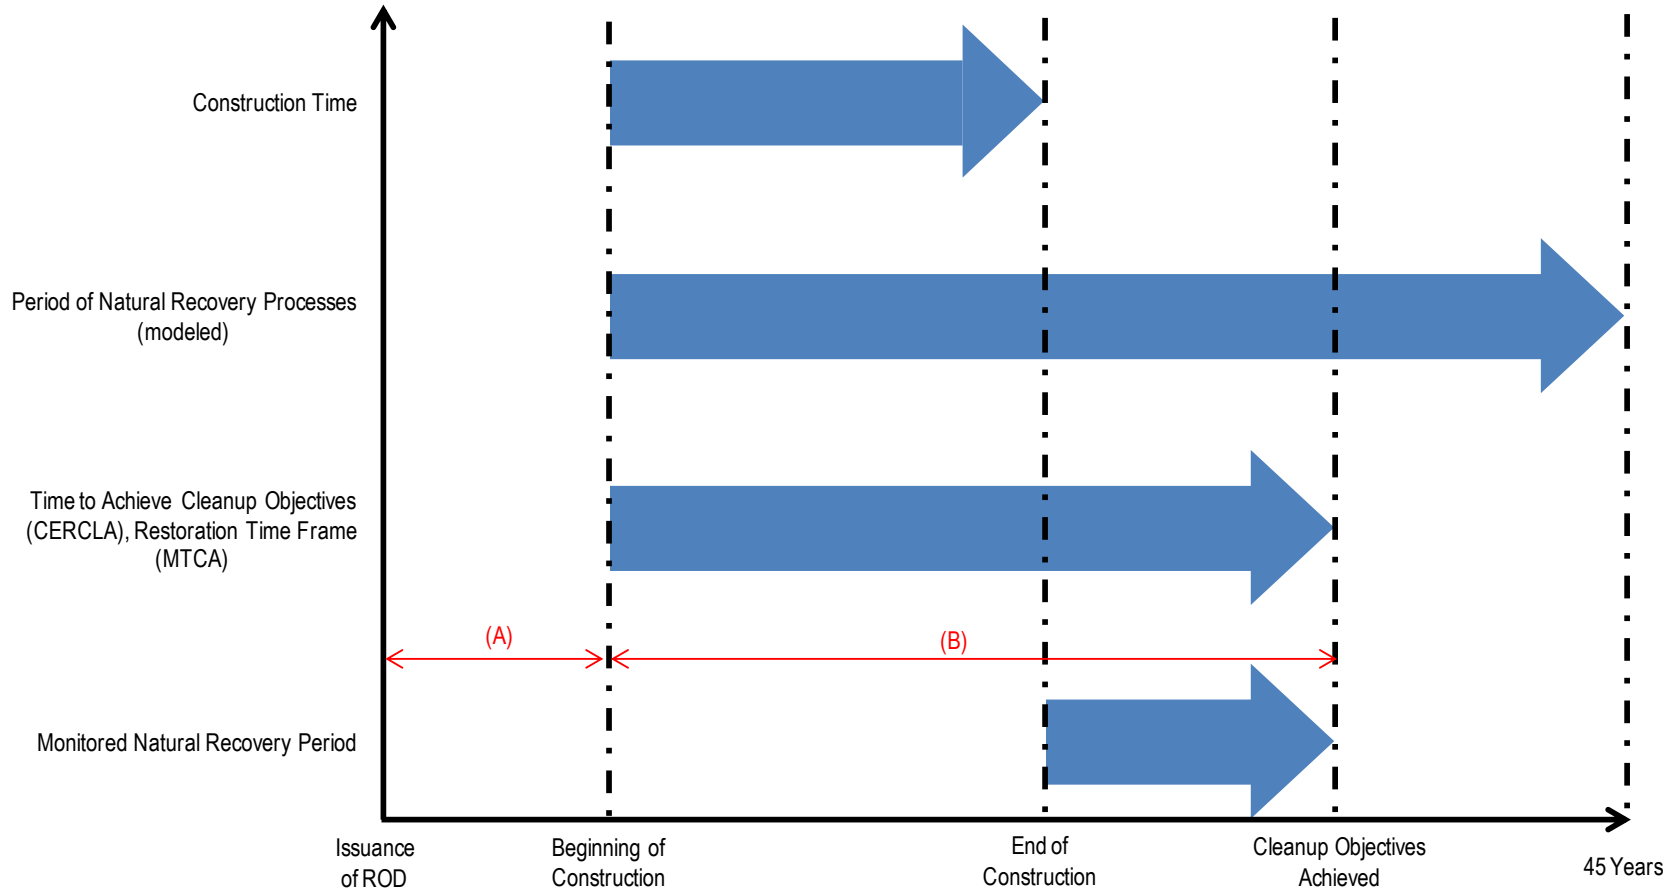 Construction Time
Period of Natural Recovery Processes
(modeled)
Time to Achieve Cleanup Objectives
(CERCLA), Restoration Time Frame
(MTCA)
(A)
(B)
Monitored Natural Recovery Period
Issuance
of ROD
Beginning of
Construction
End of
Construction
Cleanup Objectives
Achieved
45 Years